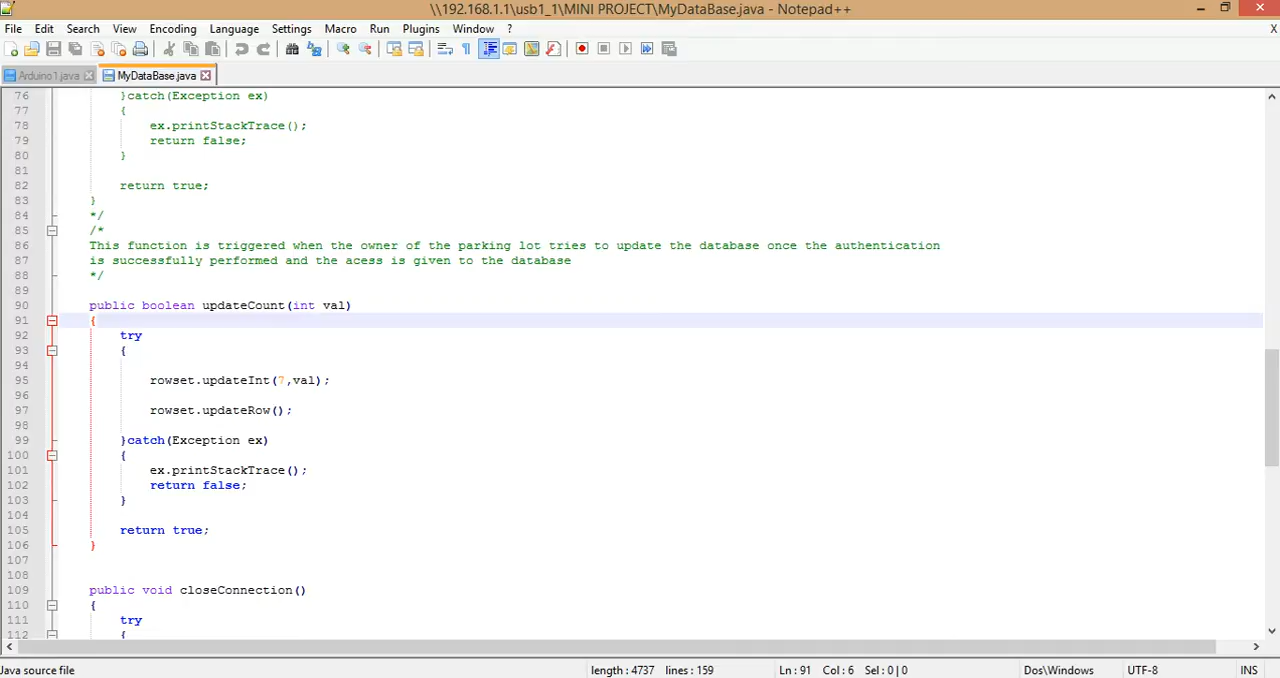 \\192.168.1.1\usb1_1\MINI PROJECT\MyDataBase.java - Notepad++
File Edit Search View Encoding Language Settings Macro Run Plugins Window ? X
Arduino1.java MyDataBase.java
76 }catch(Exception ex)
77 {
78 ex.printStackTrace();
79 return false;
80 }
81
82 return true;
83 }
84 */
85 /*
86 This function is triggered when the owner of the parking lot tries to update the database once the authentication
87 is successfully performed and the acess is given to the database
88 */
89
90 public boolean updateCount(int val)
91 {
92 try
93 {
94
95 rowset.updateInt(7,val);
96
97 rowset.updateRow();
98
99 }catch(Exception ex)
100 {
101 ex.printStackTrace();
102 return false;
103 }
104
105 return true;
106 }
107
108
109 public void closeConnection()
110 {
111 try
112 {
Java source file length : 4737 lines : 159 Ln : 91 Col : 6 Sel : 0 | 0 Dos\Windows UTF-8 INS